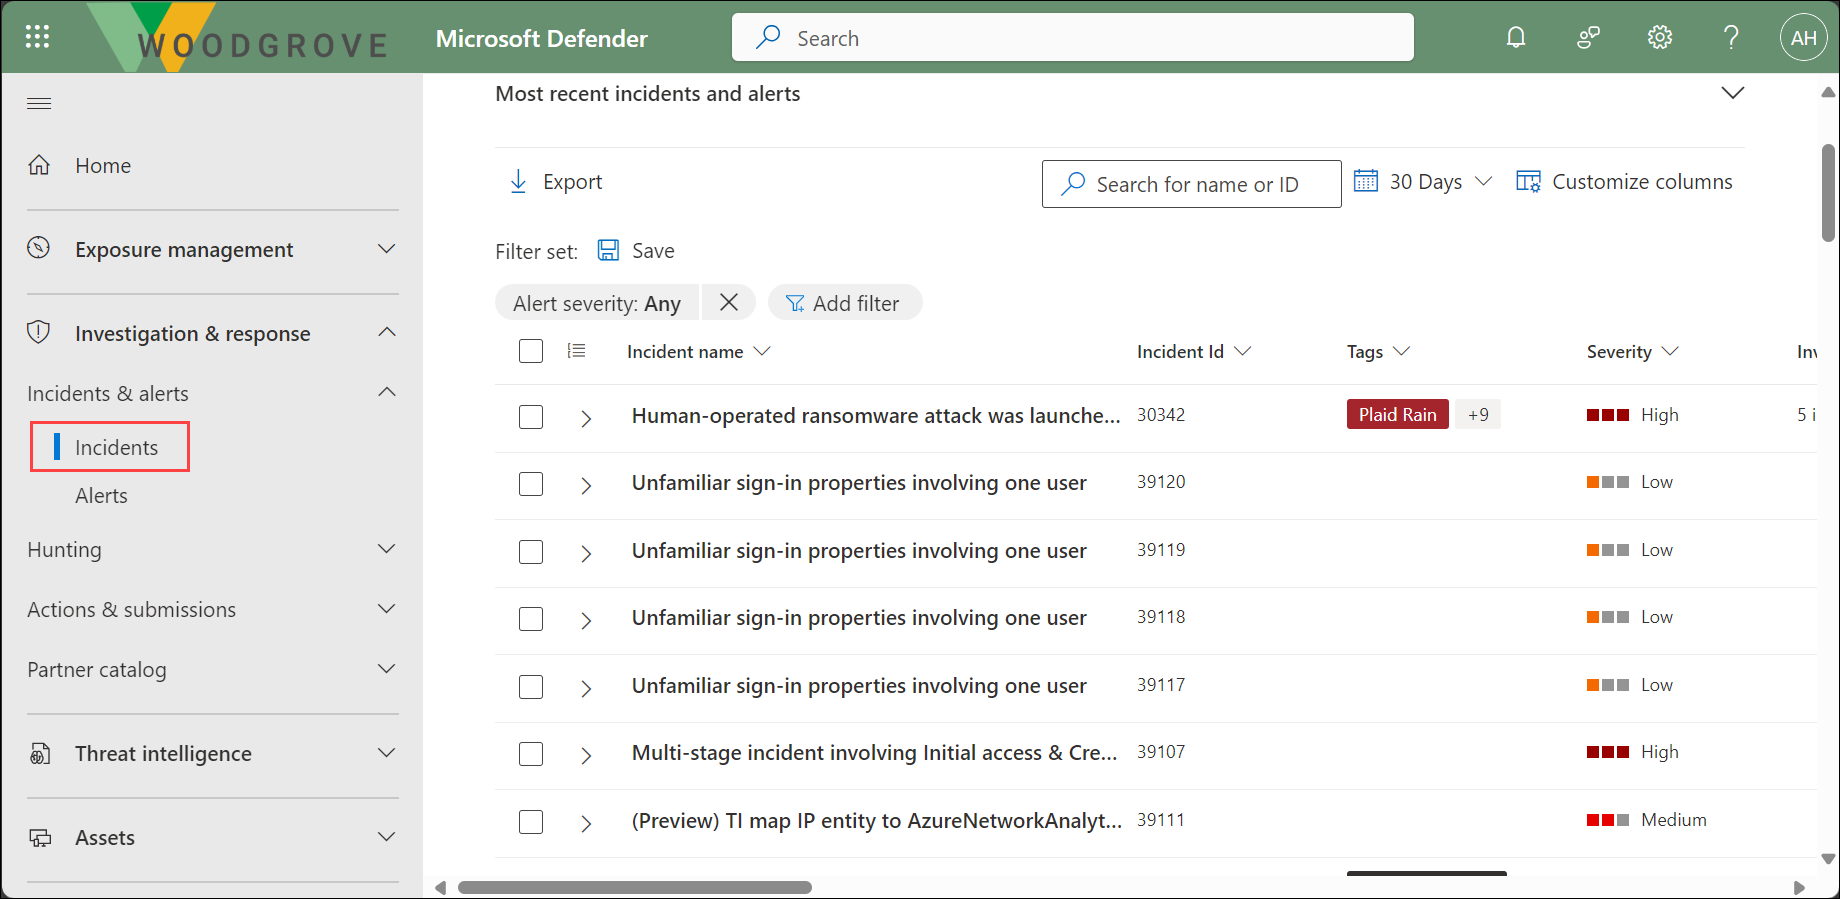 WOODGROVE
Microsoft Defender
Search
AH
Home
Exposure management
Investigation & response
Incidents & alerts
Incidents
Alerts
Hunting
Actions & submissions
Partner catalog
Threat intelligence
Assets
Most recent incidents and alerts
Export
Search for name or ID
30 Days
Customize columns
Filter set: Save
Alert severity: Any
Add filter
Incident name Incident Id Tags Severity Inv
Human-operated ransomware attack was launche... 30342 Plaid Rain +9 High 5 i
Unfamiliar sign-in properties involving one user 39120 Low
Unfamiliar sign-in properties involving one user 39119 Low
Unfamiliar sign-in properties involving one user 39118 Low
Unfamiliar sign-in properties involving one user 39117 Low
Multi-stage incident involving Initial access & Cre... 39107 High
(Preview) TI map IP entity to AzureNetworkAnalyt... 39111 Medium